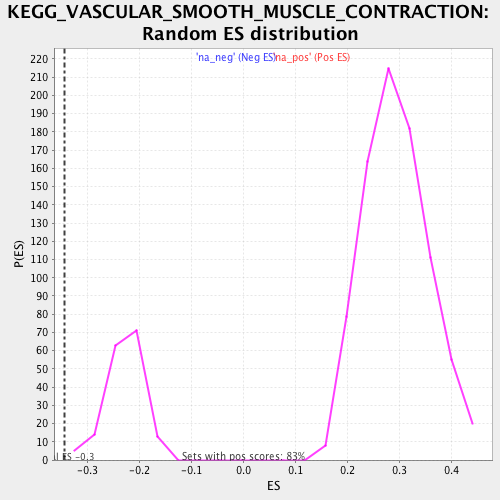 KEGG_VASCULAR_SMOOTH_MUSCLE_CONTRACTION:
Random ES distribution
'na_neg' (Neg ES) 'na_pos' (Pos ES)
220
210
200
190
180
170
160
150
140
130
120
110
100
90
80
70
60
50
40
30
20
10
0
P(ES)
ES -0.3
Sets with pos scores: 83%
-0.3 -0.2 -0.1 0.0 0.1 0.2 0.3 0.4
ES